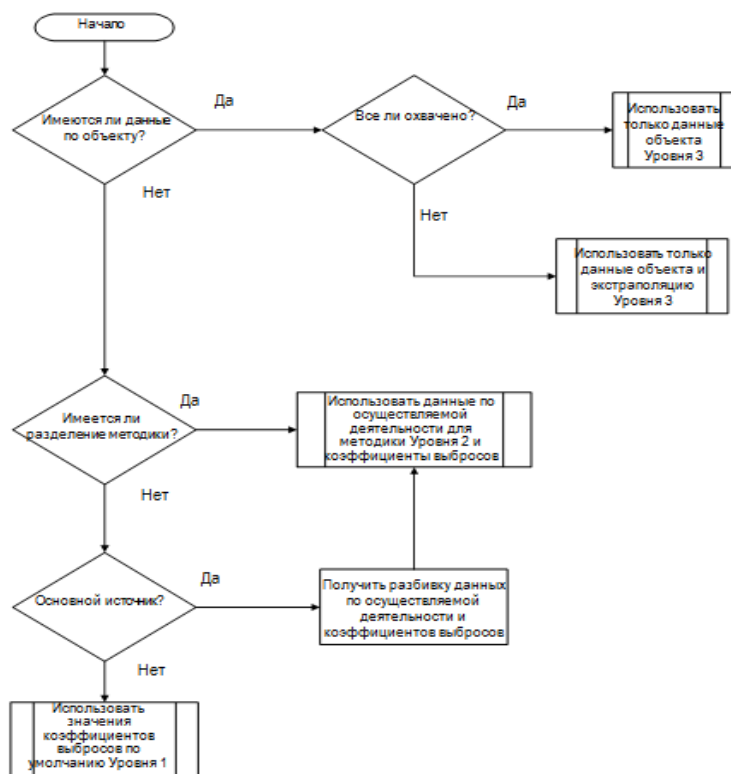 Начало
Имеются ли данные
по объекту?
Да
Все ли охвачено?
Да
Использовать
только данные
объекта
Уровня 3
Нет
Нет
Использовать только
данные объекта и
экстраполяцию
Уровня 3
Имеется ли
разделение методики?
Да
Использовать данные по
осуществляемой
деятельности для
методики Уровня 2 и
коэффициенты выбросов
Нет
Основной источник?
Да
Получить разбивку данных
по осуществляемой
деятельности и
коэффициентов выбросов
Нет
Использовать
значения
коэффициентов
выбросов по
умолчанию Уровня 1